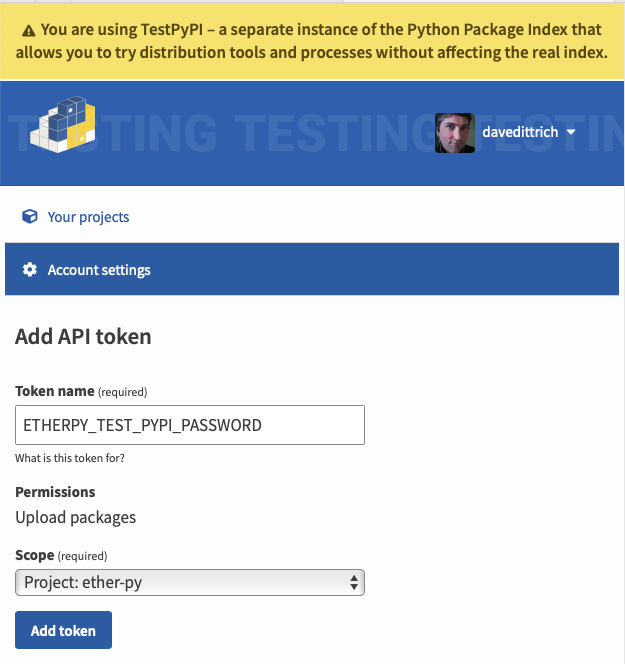 You are using TestPyPI – a separate instance of the Python Package Index that
allows you to try distribution tools and processes without affecting the real index.
TESTING TESTING TESTIN
davedittrich
Your projects
Account settings
Add API token
Token name (required)
ETHERPY_TEST_PYPI_PASSWORD
What is this token for?
Permissions
Upload packages
Scope (required)
Project: ether-py
Add token